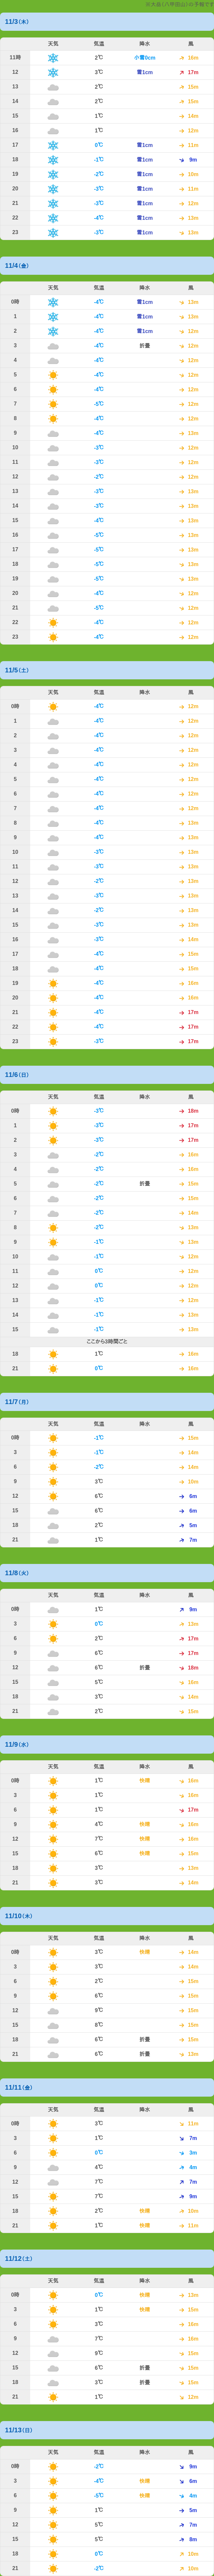 11/3（木）
天気 気温 降水 風
11時 2℃ 小雪0cm 16m
12 3℃ 雪1cm 17m
13 2℃ 15m
14 2℃ 15m
15 1℃ 14m
16 1℃ 12m
17 0℃ 雪1cm 11m
18 -1℃ 雪1cm 9m
19 -2℃ 雪1cm 10m
20 -3℃ 雪1cm 11m
21 -3℃ 雪1cm 12m
22 -4℃ 雪1cm 13m
23 -3℃ 雪1cm 13m
11/4（金）
天気 気温 降水 風
0時 -4℃ 雪1cm 13m
1 -4℃ 雪1cm 13m
2 -4℃ 雪1cm 12m
3 -4℃ 折畳 12m
4 -4℃ 12m
5 -4℃ 12m
6 -4℃ 12m
7 -5℃ 12m
8 -4℃ 12m
9 -4℃ 13m
10 -3℃ 12m
11 -3℃ 12m
12 -2℃ 12m
13 -3℃ 13m
14 -3℃ 13m
15 -4℃ 13m
16 -5℃ 13m
17 -5℃ 13m
18 -5℃ 13m
19 -5℃ 13m
20 -4℃ 12m
21 -5℃ 12m
22 -4℃ 12m
23 -4℃ 12m
11/5（土）
天気 気温 降水 風
0時 -4℃ 12m
1 -4℃ 12m
2 -4℃ 12m
3 -4℃ 12m
4 -4℃ 12m
5 -4℃ 12m
6 -4℃ 12m
7 -4℃ 12m
8 -4℃ 13m
9 -4℃ 13m
10 -3℃ 13m
11 -3℃ 13m
12 -2℃ 13m
13 -3℃ 13m
14 -2℃ 13m
15 -3℃ 13m
16 -3℃ 14m
17 -4℃ 15m
18 -4℃ 15m
19 -4℃ 16m
20 -4℃ 16m
21 -4℃ 17m
22 -4℃ 17m
23 -3℃ 17m
11/6（日）
天気 気温 降水 風
0時 -3℃ 18m
1 -3℃ 17m
2 -3℃ 17m
3 -2℃ 16m
4 -2℃ 16m
5 -2℃ 折畳 15m
6 -2℃ 15m
7 -2℃ 14m
8 -2℃ 13m
9 -1℃ 13m
10 -1℃ 12m
11 0℃ 12m
12 0℃ 12m
13 -1℃ 12m
14 -1℃ 13m
15 -1℃ 13m
ここから3時間ごと
18 1℃ 16m
21 0℃ 16m
11/7（月）
天気 気温 降水 風
0時 -1℃ 15m
3 -1℃ 14m
6 -2℃ 14m
9 3℃ 10m
12 6℃ 6m
15 6℃ 6m
18 2℃ 5m
21 1℃ 7m
11/8（火）
天気 気温 降水 風
0時 1℃ 9m
3 0℃ 13m
6 2℃ 17m
9 6℃ 17m
12 6℃ 折畳 18m
15 5℃ 16m
18 3℃ 14m
21 2℃ 15m
11/9（水）
天気 気温 降水 風
0時 1℃ 快晴 16m
3 1℃ 16m
6 1℃ 17m
9 4℃ 快晴 16m
12 7℃ 快晴 16m
15 6℃ 快晴 15m
18 3℃ 13m
21 3℃ 14m
11/10（木）
天気 気温 降水 風
0時 3℃ 快晴 14m
3 3℃ 14m
6 2℃ 15m
9 6℃ 15m
12 9℃ 15m
15 8℃ 15m
18 6℃ 折畳 15m
21 6℃ 折畳 13m
11/11（金）
天気 気温 降水 風
0時 3℃ 11m
3 1℃ 7m
6 0℃ 3m
9 4℃ 4m
12 7℃ 7m
15 7℃ 9m
18 2℃ 快晴 10m
21 1℃ 快晴 11m
11/12（土）
天気 気温 降水 風
0時 0℃ 快晴 13m
3 1℃ 快晴 15m
6 3℃ 16m
9 7℃ 16m
12 9℃ 15m
15 6℃ 折畳 15m
18 3℃ 折畳 15m
21 1℃ 12m
11/13（日）
天気 気温 降水 風
0時 -2℃ 9m
3 -4℃ 快晴 6m
6 -5℃ 快晴 4m
9 1℃ 5m
12 5℃ 7m
15 5℃ 8m
18 0℃ 10m
21 -2℃ 10m